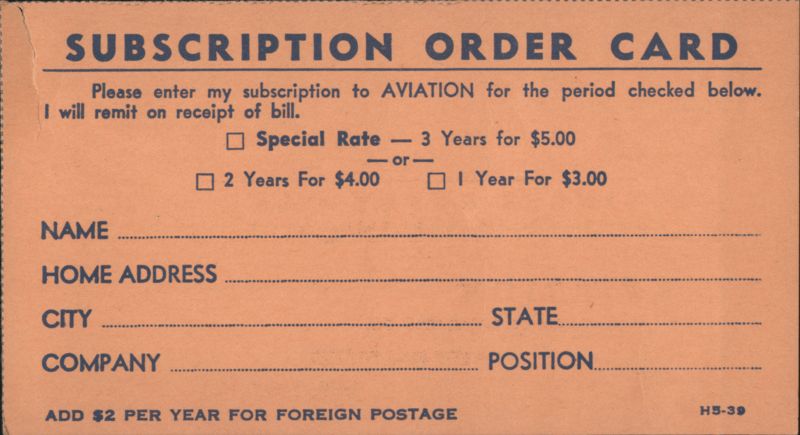 SUBSCRIPTION ORDER CARD
Please enter my subscription to AVIATION for the period checked below.
I will remit on receipt of bill.
Special Rate — 3 Years for $5.00
—or—
2 Years For $4.00 1 Year For $3.00
NAME
HOME ADDRESS
CITY STATE
COMPANY POSITION
ADD $2 PER YEAR FOR FOREIGN POSTAGE H5-39